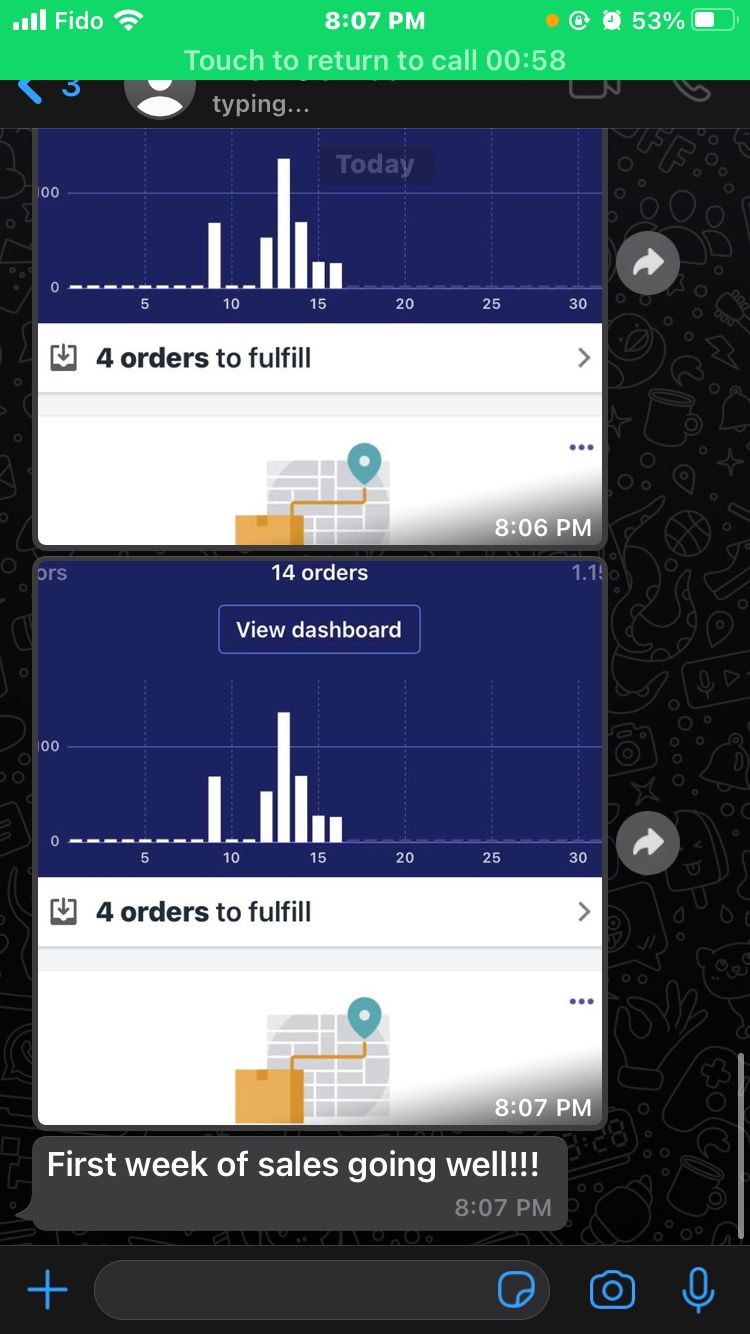 Fido 8:07 PM 53%
Touch to return to call 00:58
3
typing...
Today
100
0
5 10 15 20 25 30
4 orders to fulfill
8:06 PM
14 orders
View dashboard
100
0
5 10 15 20 25 30
4 orders to fulfill
8:07 PM
First week of sales going well!!!
8:07 PM